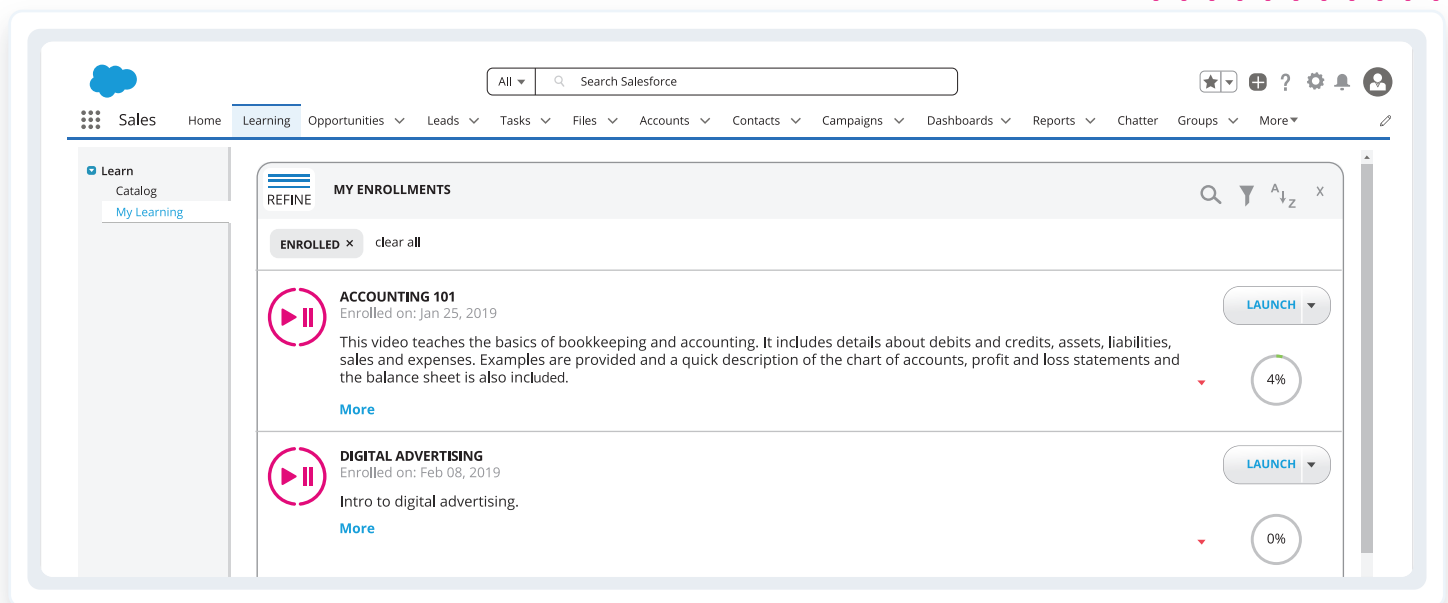 All Search Salesforce
Sales Home Learning Opportunities Leads Tasks Files Accounts Contacts Campaigns Dashboards Reports Chatter Groups More
Learn
Catalog
My Learning
REFINE MY ENROLLMENTS A Z X
ENROLLED × clear all
ACCOUNTING 101
Enrolled on: Jan 25, 2019
LAUNCH
This video teaches the basics of bookkeeping and accounting. It includes details about debits and credits, assets, liabilities,
sales and expenses. Examples are provided and a quick description of the chart of accounts, profit and loss statements and
the balance sheet is also included.
4%
More
DIGITAL ADVERTISING
Enrolled on: Feb 08, 2019
LAUNCH
Intro to digital advertising.
More
0%